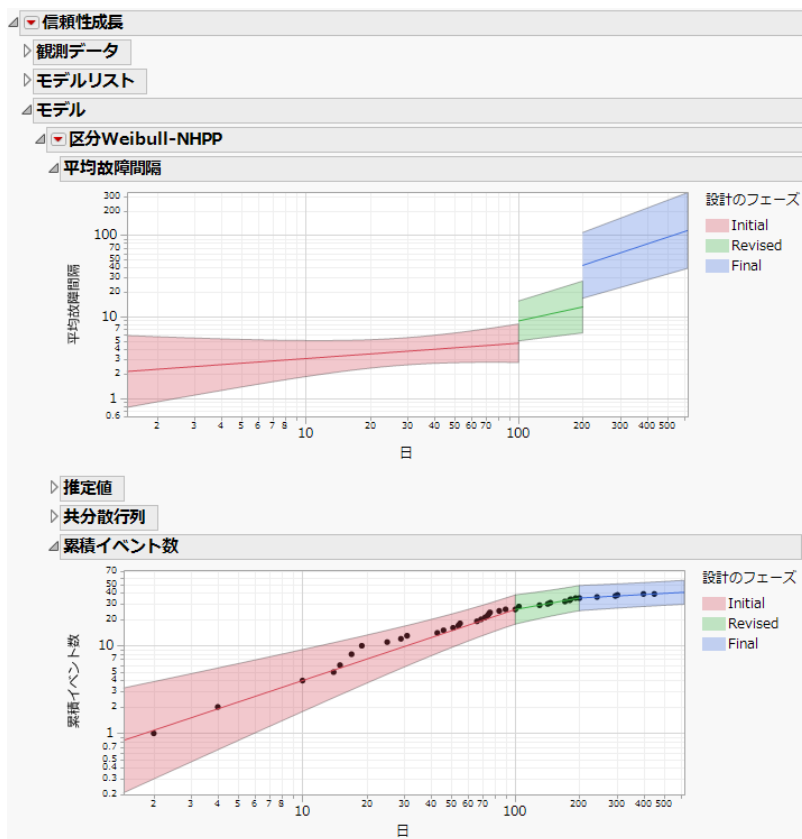 信頼性成長
観測データ
モデルリスト
モデル
区分Weibull-NHPP
平均故障間隔
300
200
100
70
50
40
30
20
10
7
5
4
3
2
1
0.6
平均故障間隔
2 3 4 5 6 7 8 10 20 30 40 50 70 100 200 300 400 500
日
設計のフェーズ
Initial
Revised
Final
推定値
共分散行列
累積イベント数
70
50
40
30
20
10
7
5
4
3
2
1
0.7
0.5
0.4
0.3
0.2
累積イベント数
2 3 4 5 6 7 8 10 20 30 40 50 70 100 200 300 400 500
日
設計のフェーズ
Initial
Revised
Final